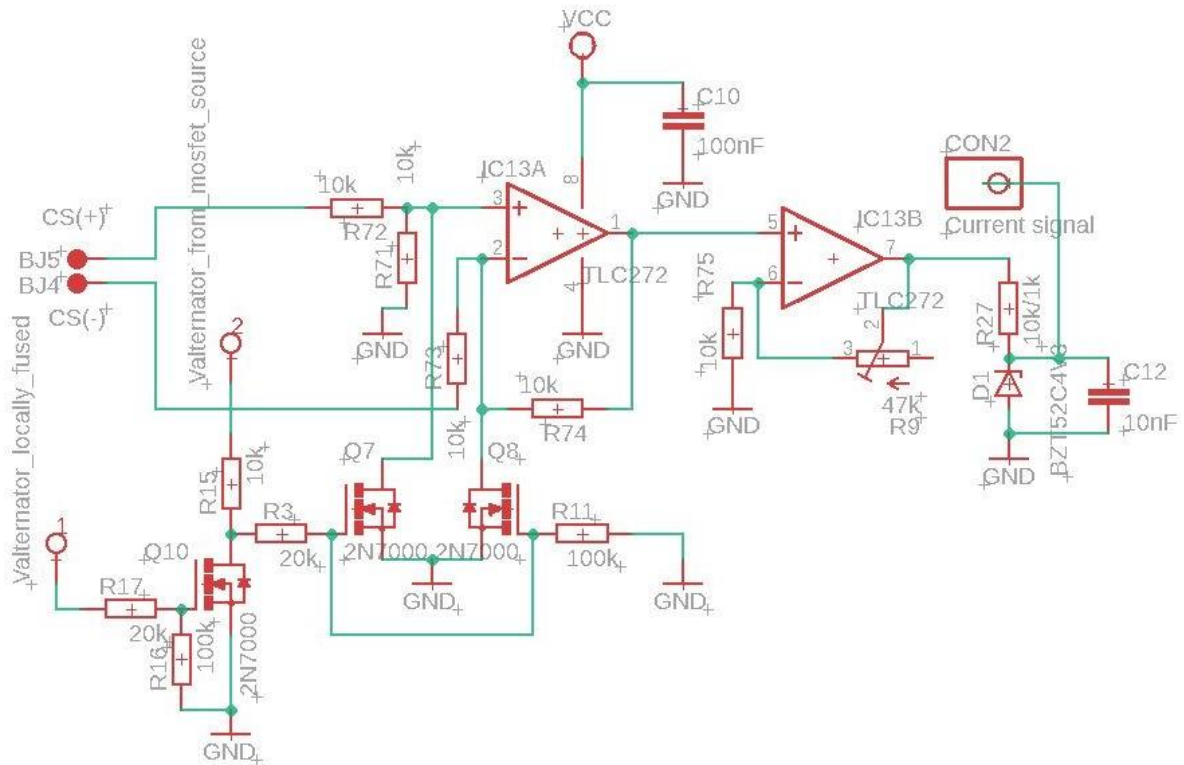 VCC
C10
100nF
GND
CON2
Current signal
Valternator_from_mosfet_source
2
10k
R72
10k
R71
GND
CS(+)
BJ5
BJ4
CS(-)
IC13A
3
2
8
4
1
TLC272
GND
R73
10k
10k
R74
5
6
7
IC13B
TLC272
R75
10k
GND
2
3
1
47k
R9
R27
10k/1k
D1
BZT52C4V3
C12
10nF
GND
Valternator_locally_fused
1
R15
10k
Q10
R17
20k
R16
100k
2N7000
GND
R3
20k
Q7
2N7000
Q8
2N7000
GND
R11
100k
GND